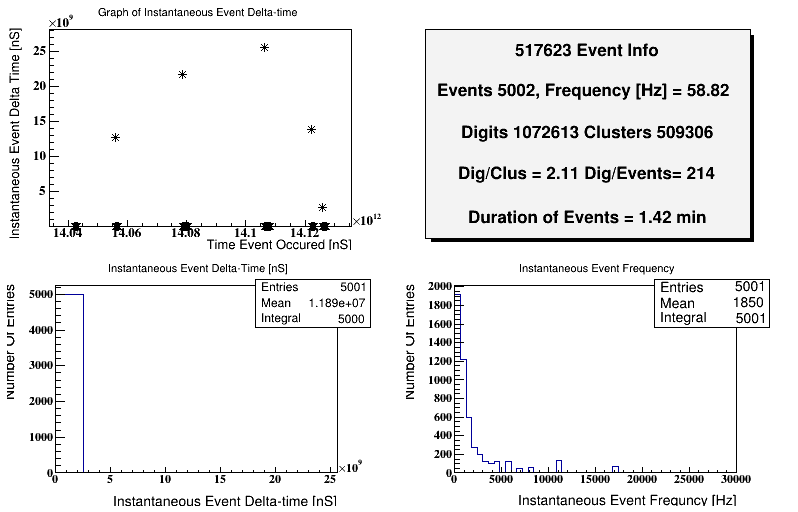 Graph of Instantaneous Event Delta-time
×10⁹
Instantaneous Event Delta Time [nS]
25
20
15
10
5
14.04 14.06 14.08 14.1 14.12
×10¹²
Time Event Occured [nS]
517623 Event Info
Events 5002, Frequency [Hz] = 58.82
Digits 1072613 Clusters 509306
Dig/Clus = 2.11 Dig/Events= 214
Duration of Events = 1.42 min
Instantaneous Event Delta-Time [nS]
Entries 5001
Mean 1.189e+07
Integral 5000
Number Of Entries
5000
4000
3000
2000
1000
0
0 5 10 15 20 25
×10⁹
Instantaneous Event Delta-time [nS]
Instantaneous Event Frequency
Entries 5001
Mean 1850
Integral 5001
Number Of Entries
2000
1800
1600
1400
1200
1000
800
600
400
200
0
0 5000 10000 15000 20000 25000 30000
Instantaneous Event Frequncy [Hz]